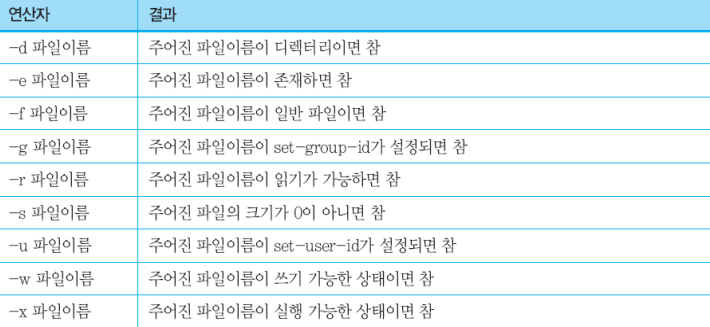 연산자 결과
–d 파일이름 주어진 파일이름이 디렉터리이면 참
–e 파일이름 주어진 파일이름이 존재하면 참
–f 파일이름 주어진 파일이름이 일반 파일이면 참
–g 파일이름 주어진 파일이름이 set–group–id가 설정되면 참
–r 파일이름 주어진 파일이름이 읽기가 가능하면 참
–s 파일이름 주어진 파일의 크기가 0이 아니면 참
–u 파일이름 주어진 파일이름이 set–user–id가 설정되면 참
–w 파일이름 주어진 파일이름이 쓰기 가능한 상태이면 참
–x 파일이름 주어진 파일이름이 실행 가능한 상태이면 참